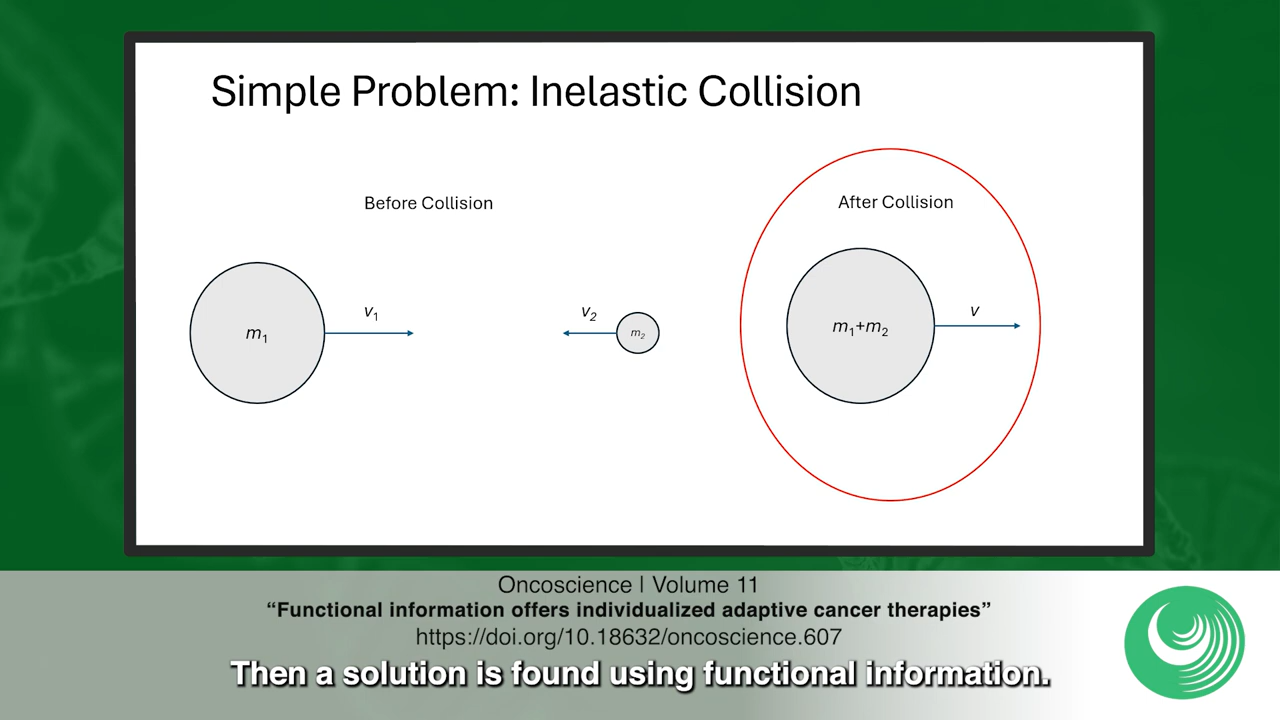 Simple Problem: Inelastic Collision
Before Collision
After Collision
m₁
v₁
v₂
m₂
m₁+m₂
v
Oncoscience | Volume 11
“Functional information offers individualized adaptive cancer therapies”
https://doi.org/10.18632/oncoscience.607
Then a solution is found using functional information.